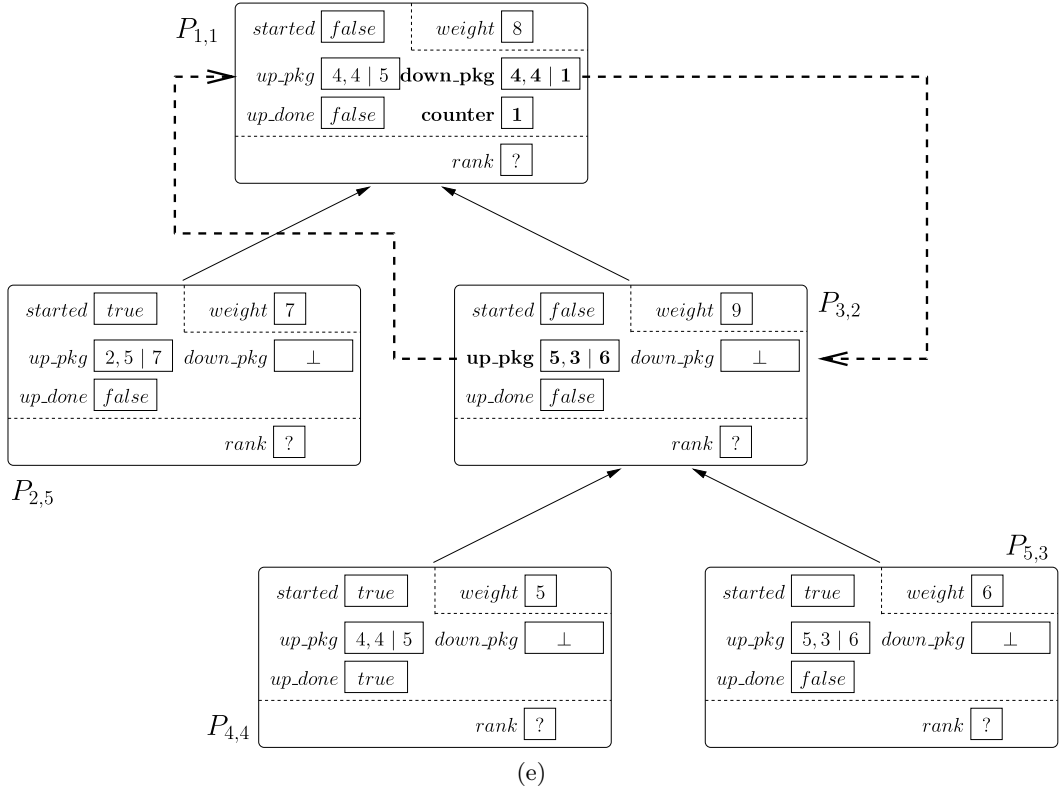 P1,1
started false weight 8
up_pkg 4, 4 | 5 down_pkg 4, 4 | 1
up_done false counter 1
rank ?
started true weight 7
up_pkg 2, 5 | 7 down_pkg ⊥
up_done false
rank ?
P2,5
started false weight 9
P3,2
up_pkg 5, 3 | 6 down_pkg ⊥
up_done false
rank ?
started true weight 5
up_pkg 4, 4 | 5 down_pkg ⊥
up_done true
rank ?
P4,4
P5,3
started true weight 6
up_pkg 5, 3 | 6 down_pkg ⊥
up_done false
rank ?
(e)